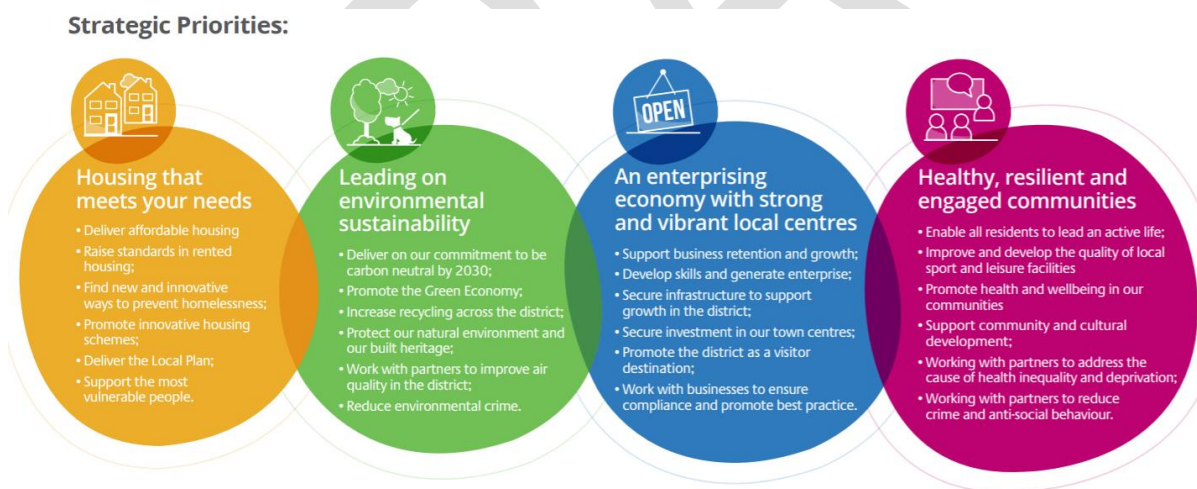 Strategic Priorities:
Housing that
meets your needs
• Deliver affordable housing
• Raise standards in rented
housing;
• Find new and innovative
ways to prevent homelessness;
• Promote innovative housing
schemes;
• Deliver the Local Plan;
• Support the most
vulnerable people.
Leading on
environmental
sustainability
• Deliver on our commitment to be
carbon neutral by 2030;
• Promote the Green Economy;
• Increase recycling across the district;
• Protect our natural environment and
our built heritage;
• Work with partners to improve air
quality in the district;
• Reduce environmental crime.
OPEN
An enterprising
economy with strong
and vibrant local centres
• Support business retention and growth;
• Develop skills and generate enterprise;
• Secure infrastructure to support
growth in the district;
• Secure investment in our town centres;
• Promote the district as a visitor
destination;
• Work with businesses to ensure
compliance and promote best practice.
Healthy, resilient and
engaged communities
• Enable all residents to lead an active life;
• Improve and develop the quality of local
sport and leisure facilities
• Promote health and wellbeing in our
communities
• Support community and cultural
development;
• Working with partners to address the
cause of health inequality and deprivation;
• Working with partners to reduce
crime and anti-social behaviour.